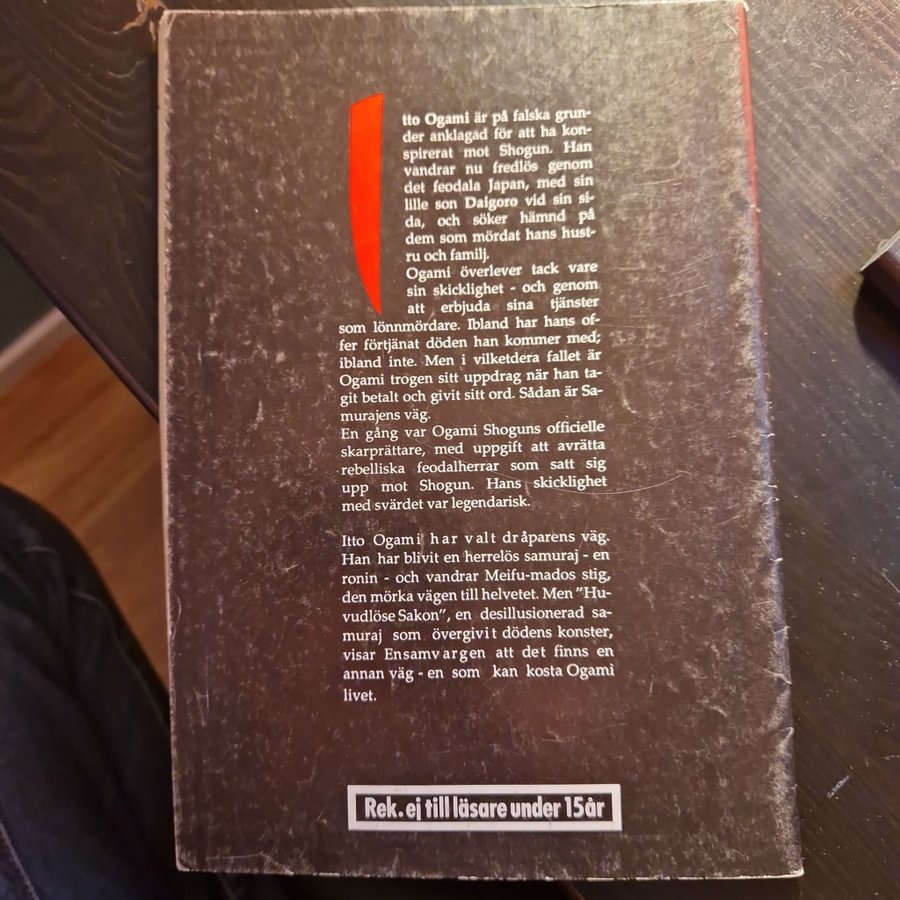 Itto Ogami är på falska grun-
der anklagad för att ha kon-
spirerat mot Shogun. Han
vandrar nu fredlös genom
det feodala Japan, med sin
lille son Daigoro vid sin si-
da, och söker hämnd på
dem som mördat hans hust-
ru och familj.
Ogami överlever tack vare
sin skicklighet - och genom
att erbjuda sina tjänster
som lönnmördare. Ibland har hans of-
fer förtjänat döden han kommer med;
ibland inte. Men i vilketdera fallet är
Ogami trogen sitt uppdrag när han ta-
git betalt och givit sitt ord. Sådan är Sa-
murajens väg.
En gång var Ogami Shoguns officielle
skarprättare, med uppgift att avrätta
rebelliska feodalherrar som satt sig
upp mot Shogun. Hans skicklighet
med svärdet var legendarisk.
Itto Ogami har valt dråparens väg.
Han har blivit en herrelös samuraj - en
ronin - och vandrar Meifu-mados stig,
den mörka vägen till helvetet. Men "Hu-
vudlöse Sakon", en desillusionerad sa-
muraj som övergivit dödens konster,
visar Ensamvargen att det finns en
annan väg - en som kan kosta Ogami
livet.
Rek. ej till läsare under 15år